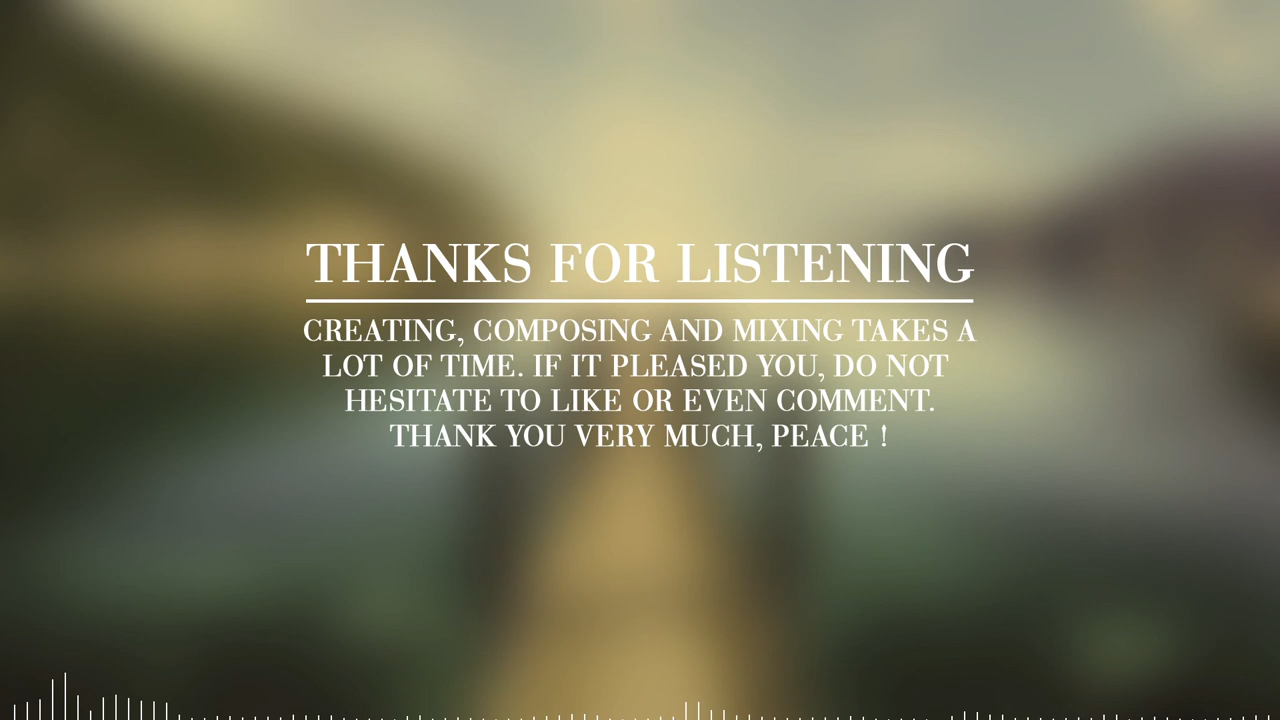 THANKS FOR LISTENING
CREATING, COMPOSING AND MIXING TAKES A
LOT OF TIME. IF IT PLEASED YOU, DO NOT
HESITATE TO LIKE OR EVEN COMMENT.
THANK YOU VERY MUCH, PEACE !